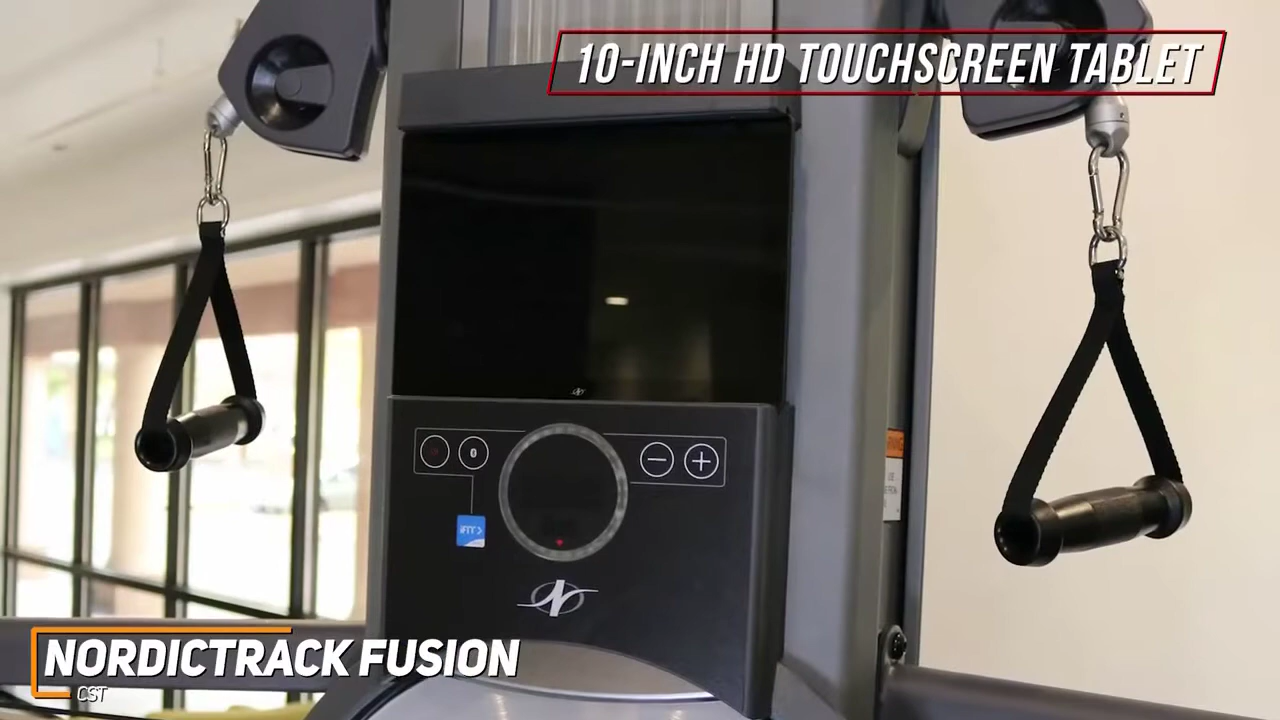 10-INCH HD TOUCHSCREEN TABLET
iFIT
NORDICTRACK FUSION
CST